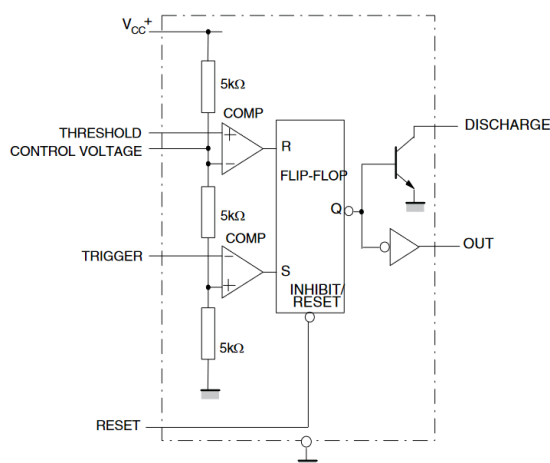 VCC+
5kΩ
COMP
THRESHOLD
CONTROL VOLTAGE
+
−
R
FLIP-FLOP
DISCHARGE
Q
5kΩ
COMP
TRIGGER
−
+
S
OUT
INHIBIT/
RESET
5kΩ
RESET